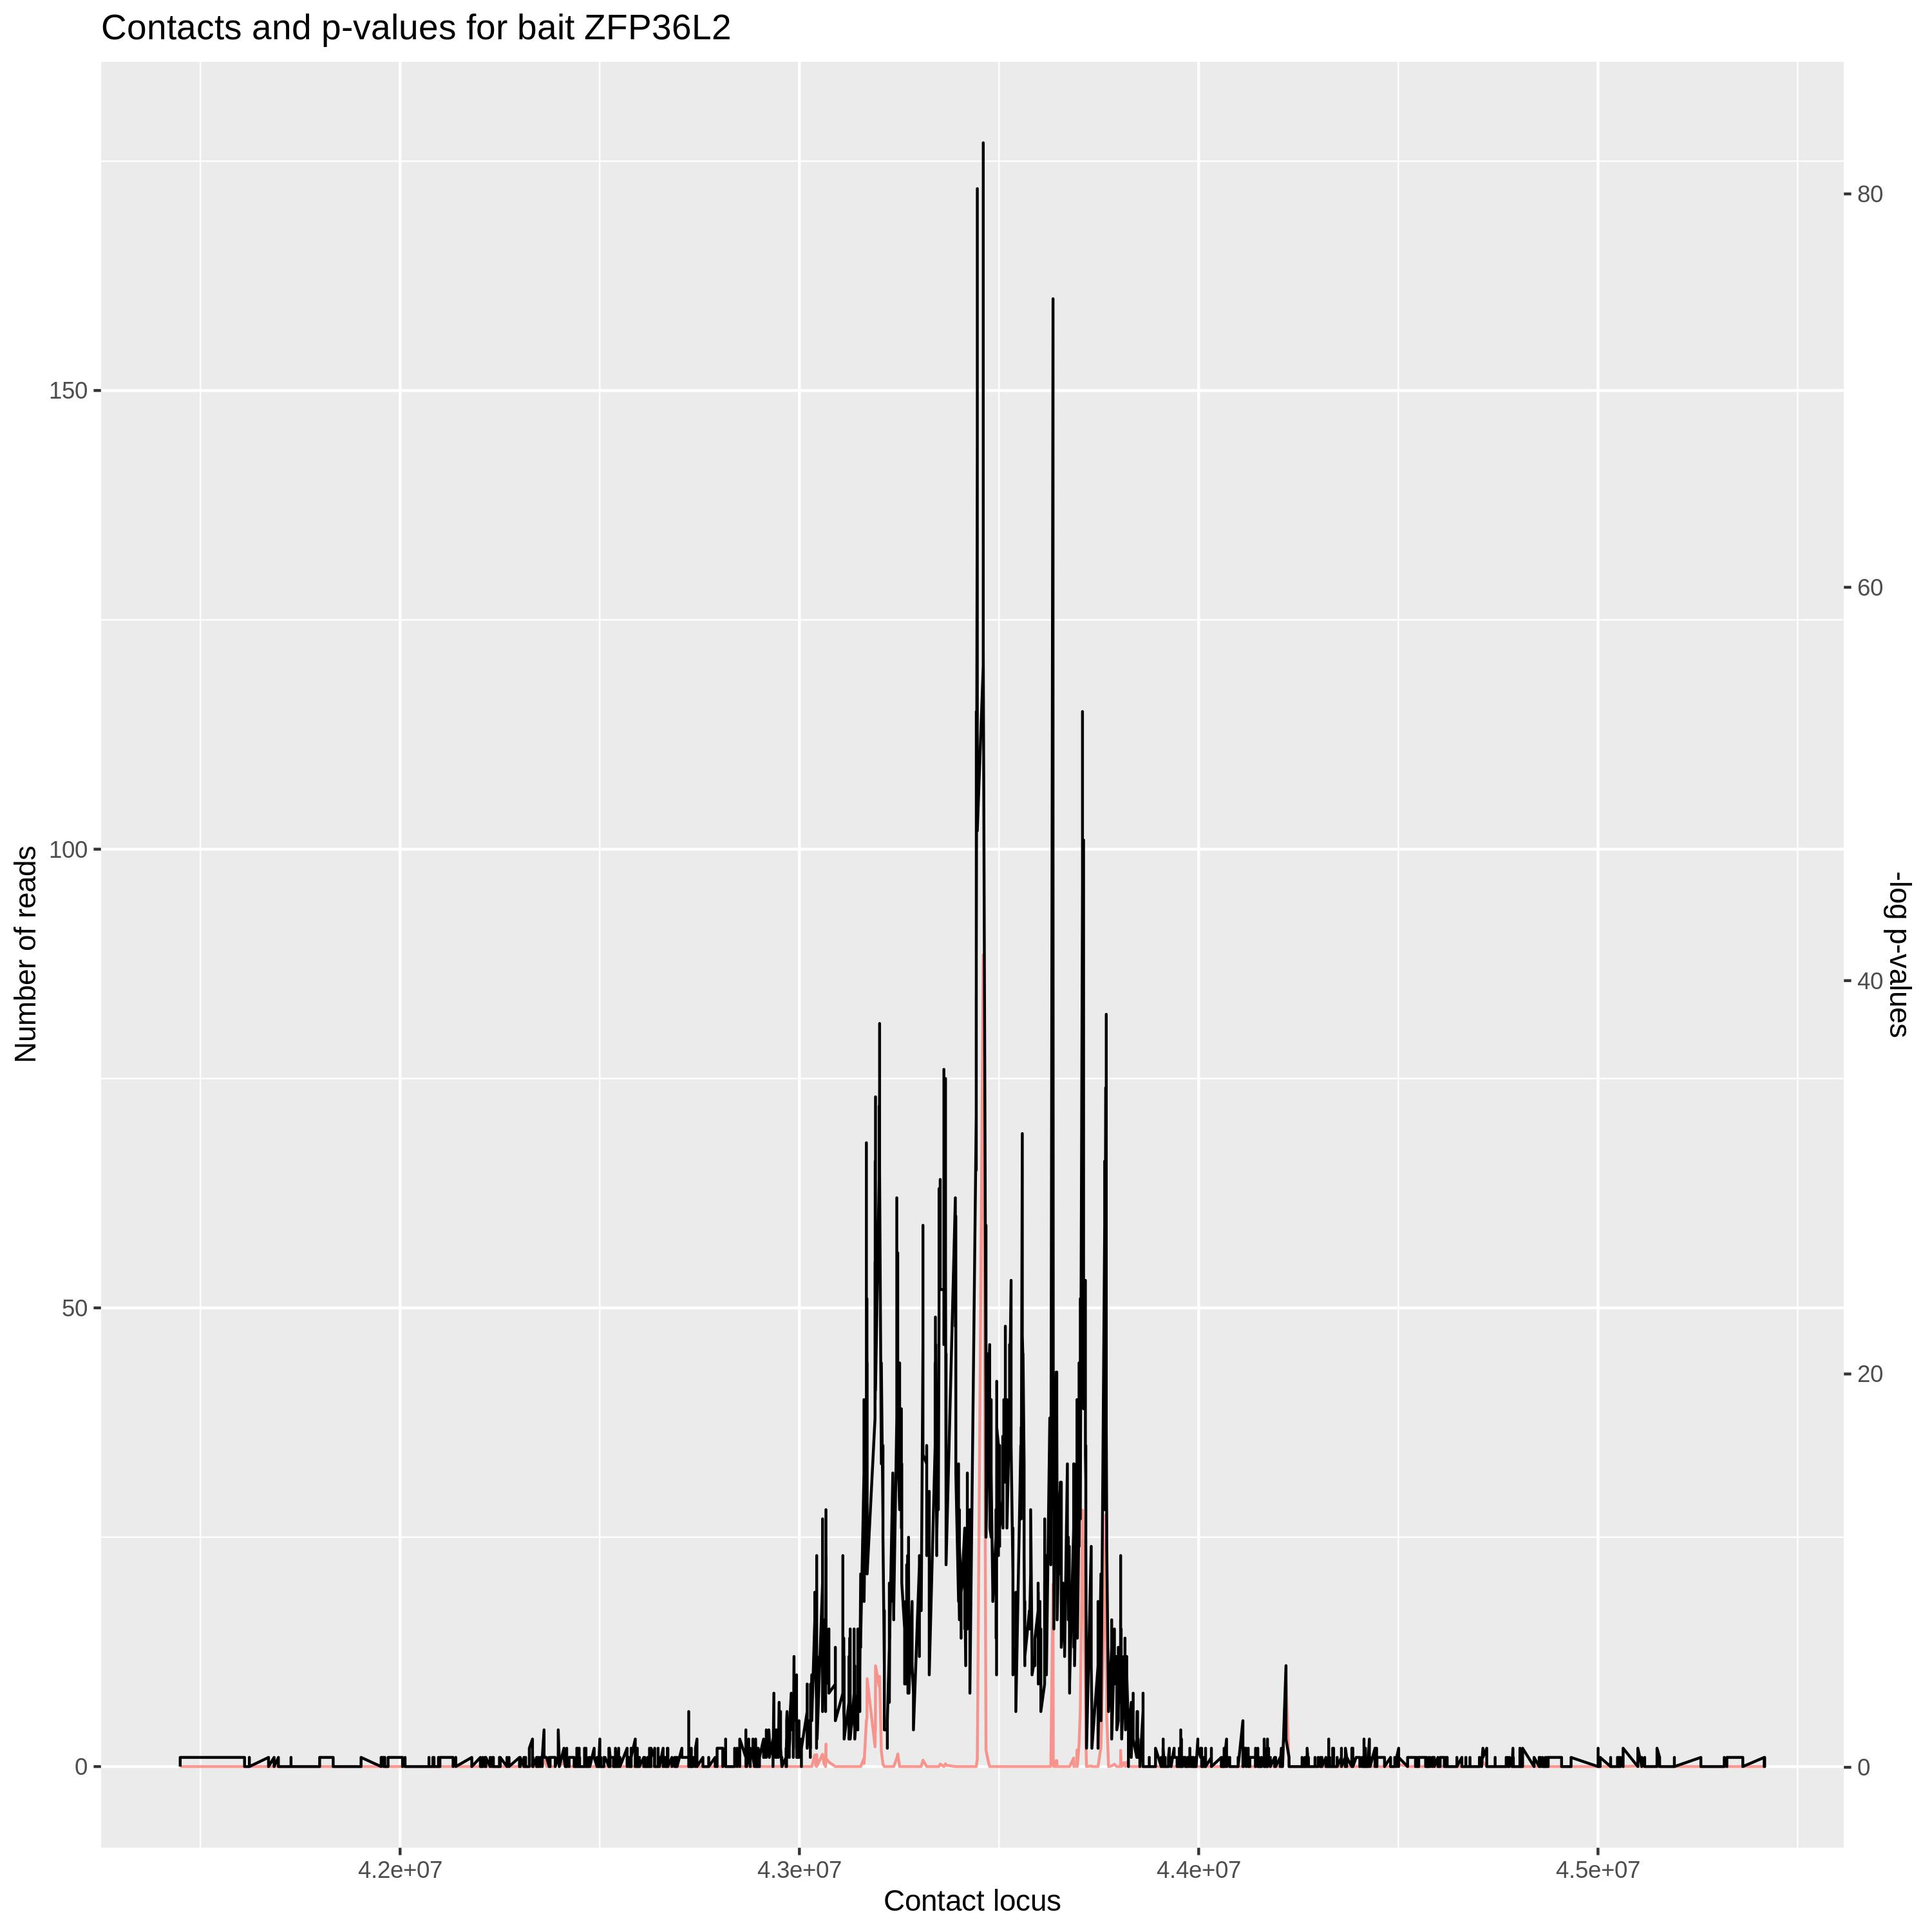 Contacts and p-values for bait ZFP36L2
Number of reads
150
100
50
0
80
60
40
20
0
-log p-values
4.2e+07
4.3e+07
4.4e+07
4.5e+07
Contact locus